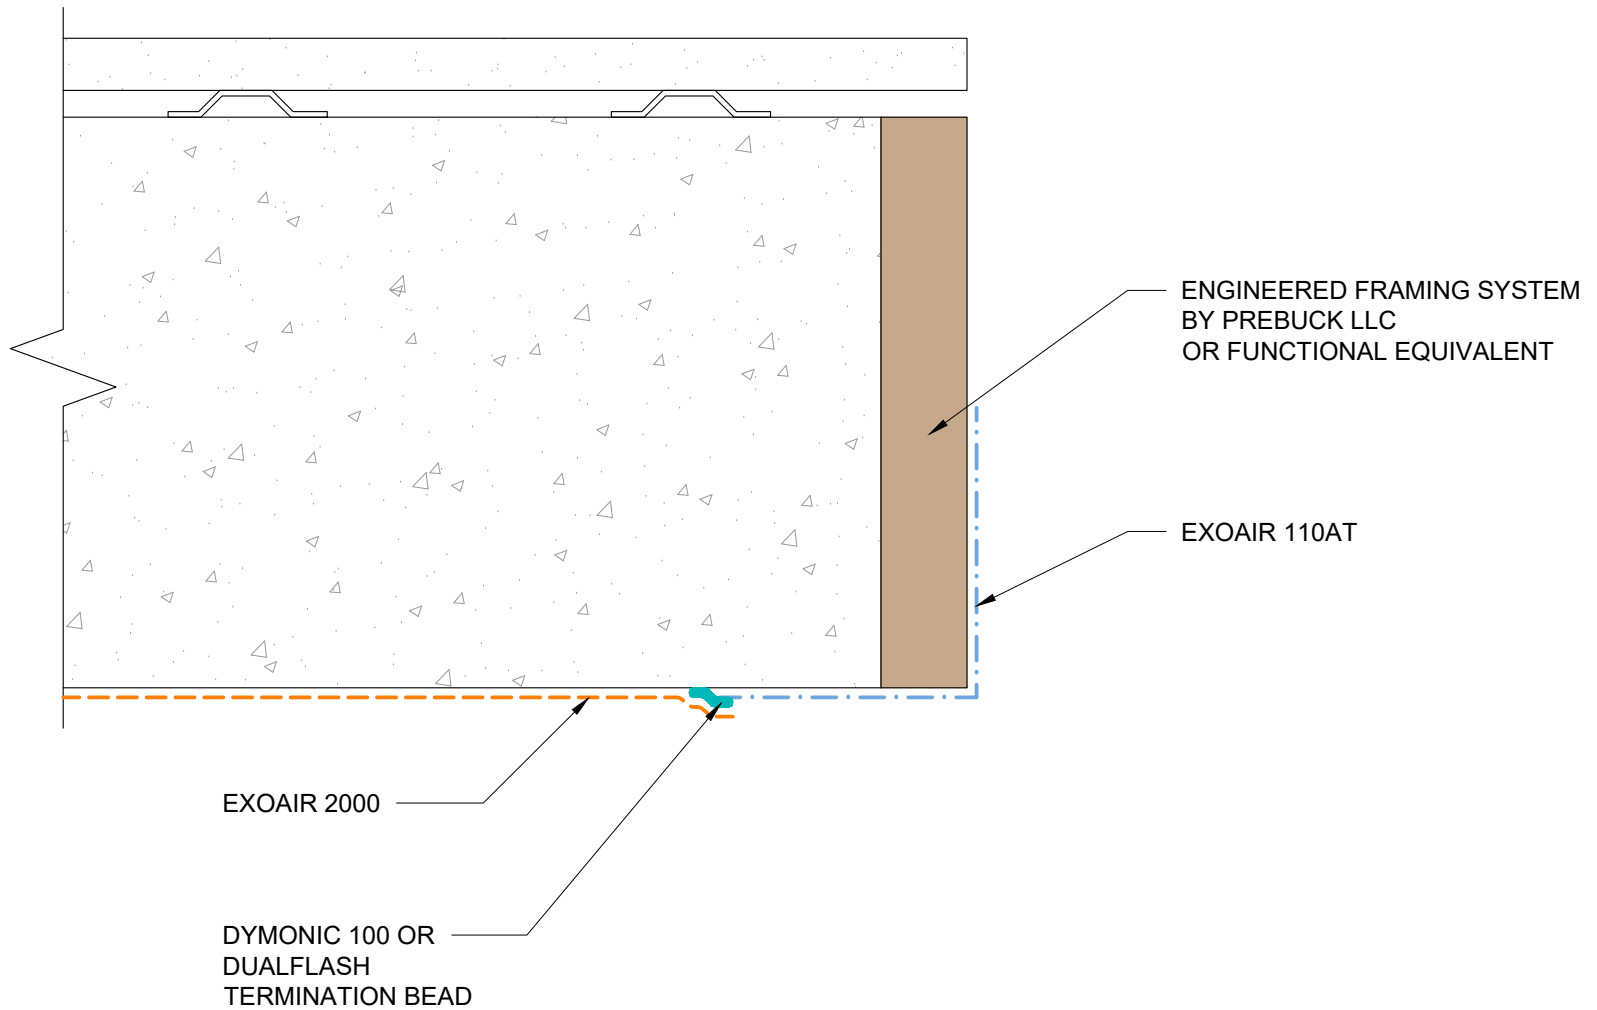 ENGINEERED FRAMING SYSTEM
BY PREBUCK LLC
OR FUNCTIONAL EQUIVALENT
EXOAIR 110AT
EXOAIR 2000
DYMONIC 100 OR
DUALFLASH
TERMINATION BEAD